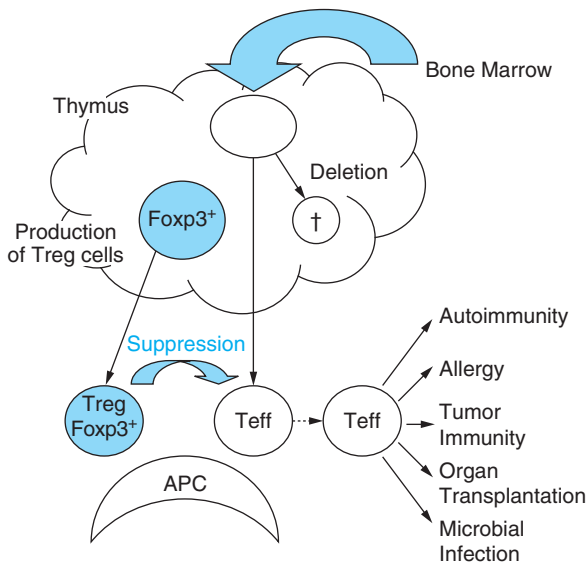 Bone Marrow
Thymus
Deletion
†
Foxp3⁺
Production
of Treg cells
Suppression
Treg
Foxp3⁺
Teff
Teff
APC
Autoimmunity
Allergy
Tumor
Immunity
Organ
Transplantation
Microbial
Infection